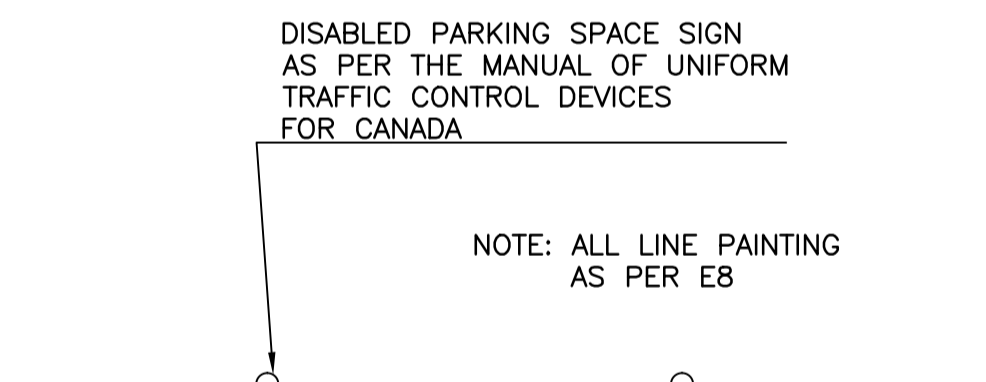 DISABLED PARKING SPACE SIGN
AS PER THE MANUAL OF UNIFORM
TRAFFIC CONTROL DEVICES
FOR CANADA
NOTE: ALL LINE PAINTING
AS PER E8